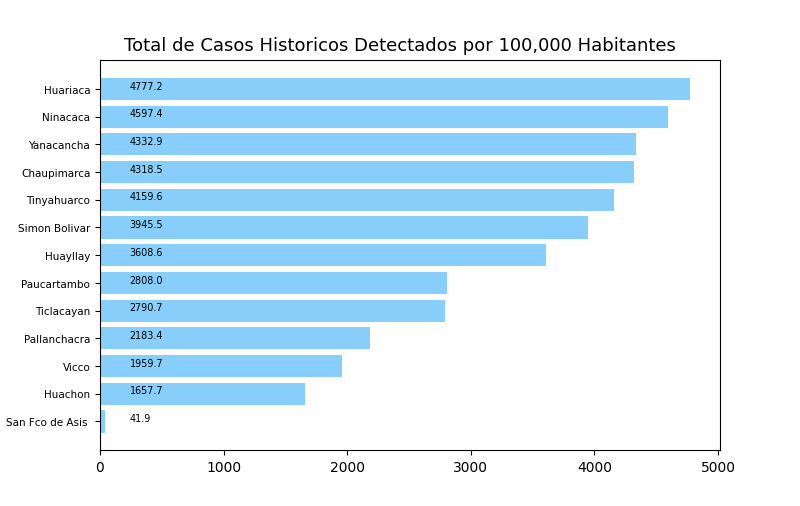 Total de Casos Historicos Detectados por 100,000 Habitantes
Huariaca 4777.2
Ninacaca 4597.4
Yanacancha 4332.9
Chaupimarca 4318.5
Tinyahuarco 4159.6
Simon Bolivar 3945.5
Huayllay 3608.6
Paucartambo 2808.0
Ticlacayan 2790.7
Pallanchacra 2183.4
Vicco 1959.7
Huachon 1657.7
San Fco de Asis 41.9
0 1000 2000 3000 4000 5000